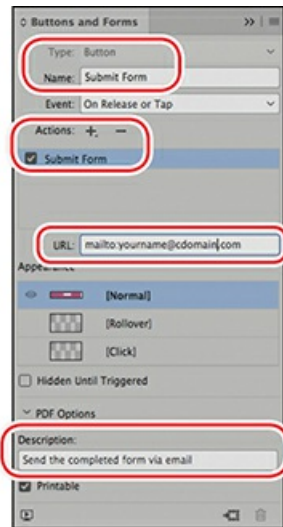 Buttons and Forms
Type: Button
Name: Submit Form
Event: On Release or Tap
Actions:
Submit Form
URL: mailto:yourname@cdomain.com
Appearance
[Normal]
[Rollover]
[Click]
Hidden Until Triggered
PDF Options
Description:
Send the completed form via email
Printable